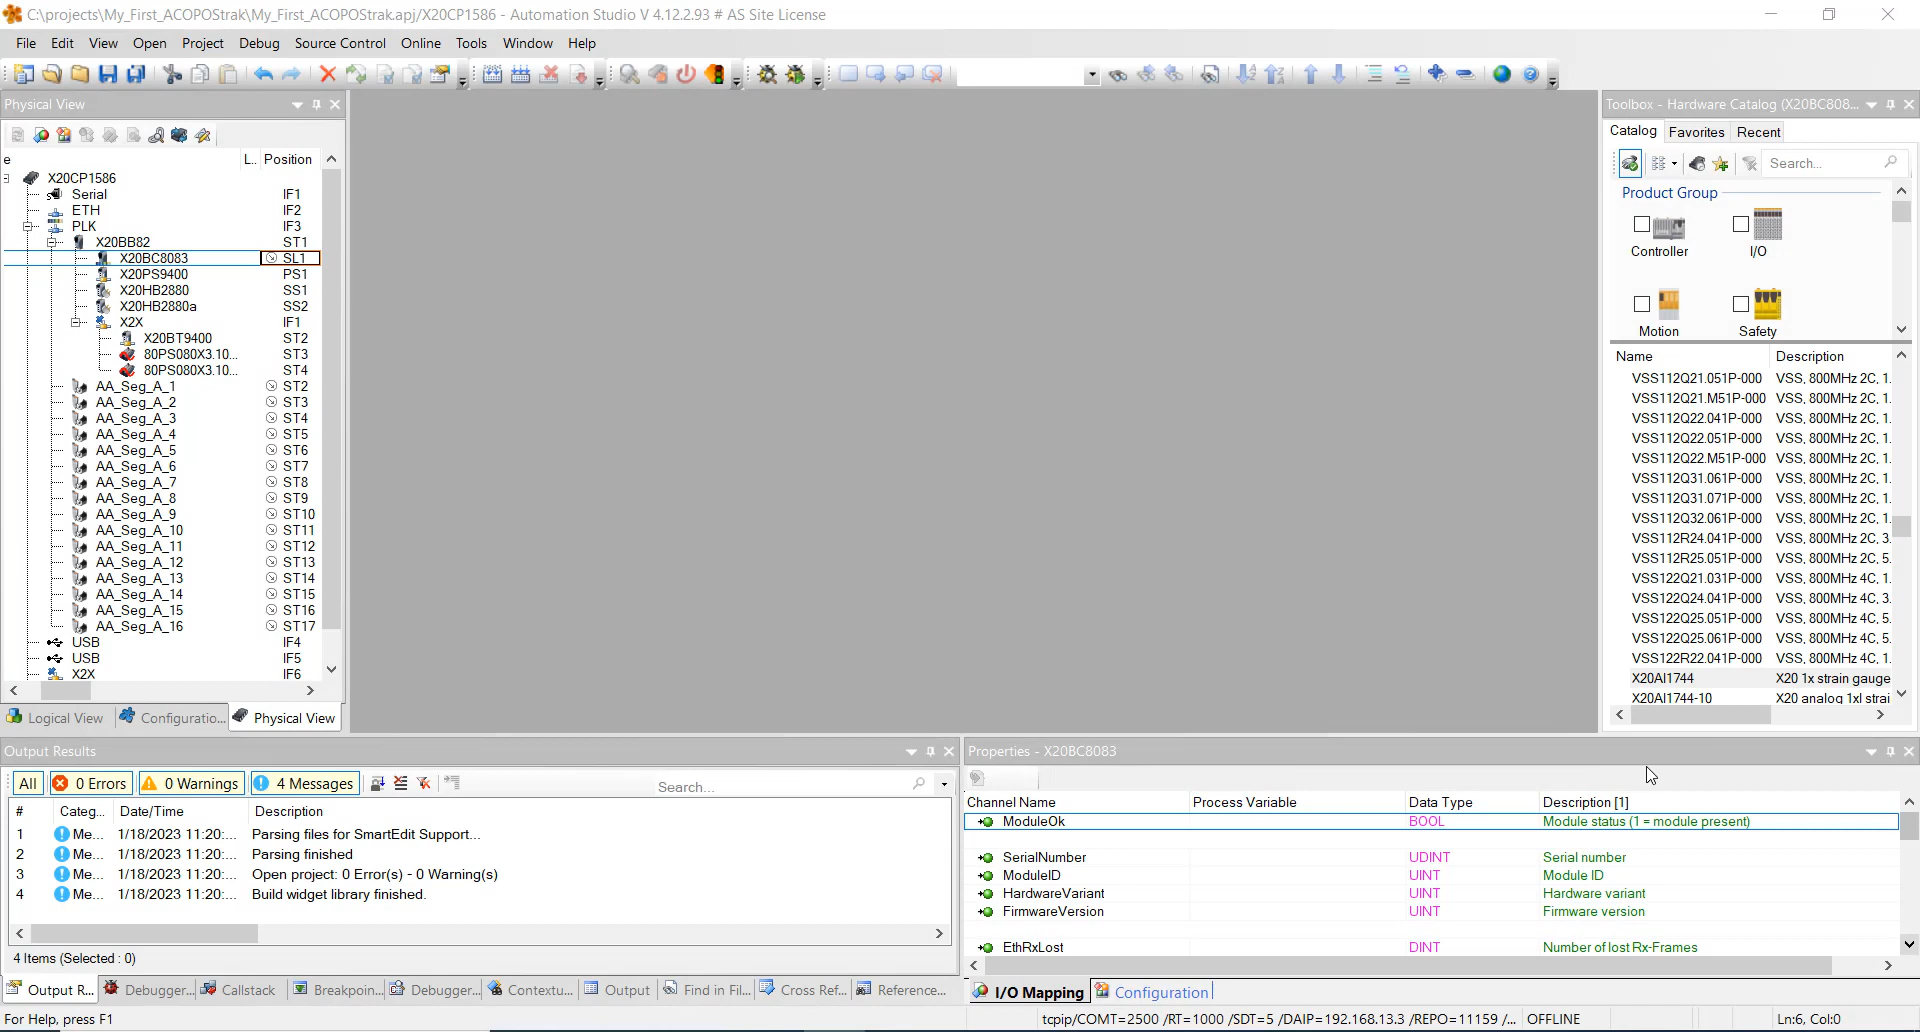 C:\projects\My_First_ACOPOStrak\My_First_ACOPOStrak.apj/X20CP1586 - Automation Studio V 4.12.2.93 # AS Site License
File Edit View Open Project Debug Source Control Online Tools Window Help
Physical View
e L.. Position
X20CP1586
Serial IF1
ETH IF2
PLK IF3
X20BB82 ST1
X20BC8083 SL1
X20PS9400 PS1
X20HB2880 SS1
X20HB2880a SS2
X2X IF1
X20BT9400 ST2
80PS080X3.10... ST3
80PS080X3.10... ST4
AA_Seg_A_1 ST2
AA_Seg_A_2 ST3
AA_Seg_A_3 ST4
AA_Seg_A_4 ST5
AA_Seg_A_5 ST6
AA_Seg_A_6 ST7
AA_Seg_A_7 ST8
AA_Seg_A_8 ST9
AA_Seg_A_9 ST10
AA_Seg_A_10 ST11
AA_Seg_A_11 ST12
AA_Seg_A_12 ST13
AA_Seg_A_13 ST14
AA_Seg_A_14 ST15
AA_Seg_A_15 ST16
AA_Seg_A_16 ST17
USB IF4
USB IF5
X2X IF6
Logical View Configuratio... Physical View
Toolbox - Hardware Catalog (X20BC808...
Catalog Favorites Recent
Search...
Product Group
Controller I/O
Motion Safety
Name Description
VSS112Q21.051P-000 VSS, 800MHz 2C, 1.
VSS112Q21.M51P-000 VSS, 800MHz 2C, 1.
VSS112Q22.041P-000 VSS, 800MHz 2C, 1.
VSS112Q22.051P-000 VSS, 800MHz 2C, 1.
VSS112Q22.M51P-000 VSS, 800MHz 2C, 1.
VSS112Q31.061P-000 VSS, 800MHz 2C, 1.
VSS112Q31.071P-000 VSS, 800MHz 2C, 1.
VSS112Q32.061P-000 VSS, 800MHz 2C, 1.
VSS112R24.041P-000 VSS, 800MHz 2C, 3.
VSS112R25.051P-000 VSS, 800MHz 2C, 5.
VSS122Q21.031P-000 VSS, 800MHz 4C, 1.
VSS122Q24.041P-000 VSS, 800MHz 4C, 3.
VSS122Q25.051P-000 VSS, 800MHz 4C, 5.
VSS122Q25.061P-000 VSS, 800MHz 4C, 5.
VSS122R22.041P-000 VSS, 800MHz 4C, 1.
X20AI1744 X20 1x strain gauge
X20AI1744-10 X20 analog 1xI strai
Output Results
All 0 Errors 0 Warnings 4 Messages Search...
# Categ... Date/Time Description
1 Me... 1/18/2023 11:20:... Parsing files for SmartEdit Support...
2 Me... 1/18/2023 11:20:... Parsing finished
3 Me... 1/18/2023 11:20:... Open project: 0 Error(s) - 0 Warning(s)
4 Me... 1/18/2023 11:20:... Build widget library finished.
4 Items (Selected : 0)
Output R... Debugger... Callstack Breakpoin... Debugger... Contextu... Output Find in Fil... Cross Ref... Reference...
Properties - X20BC8083
Channel Name Process Variable Data Type Description [1]
ModuleOk BOOL Module status (1 = module present)
SerialNumber UDINT Serial number
ModuleID UINT Module ID
HardwareVariant UINT Hardware variant
FirmwareVersion UINT Firmware version
EthRxLost DINT Number of lost Rx-Frames
I/O Mapping Configuration
For Help, press F1 tcpip/COMT=2500 /RT=1000 /SDT=5 /DAIP=192.168.13.3 /REPO=11159 /... OFFLINE Ln:6, Col:0